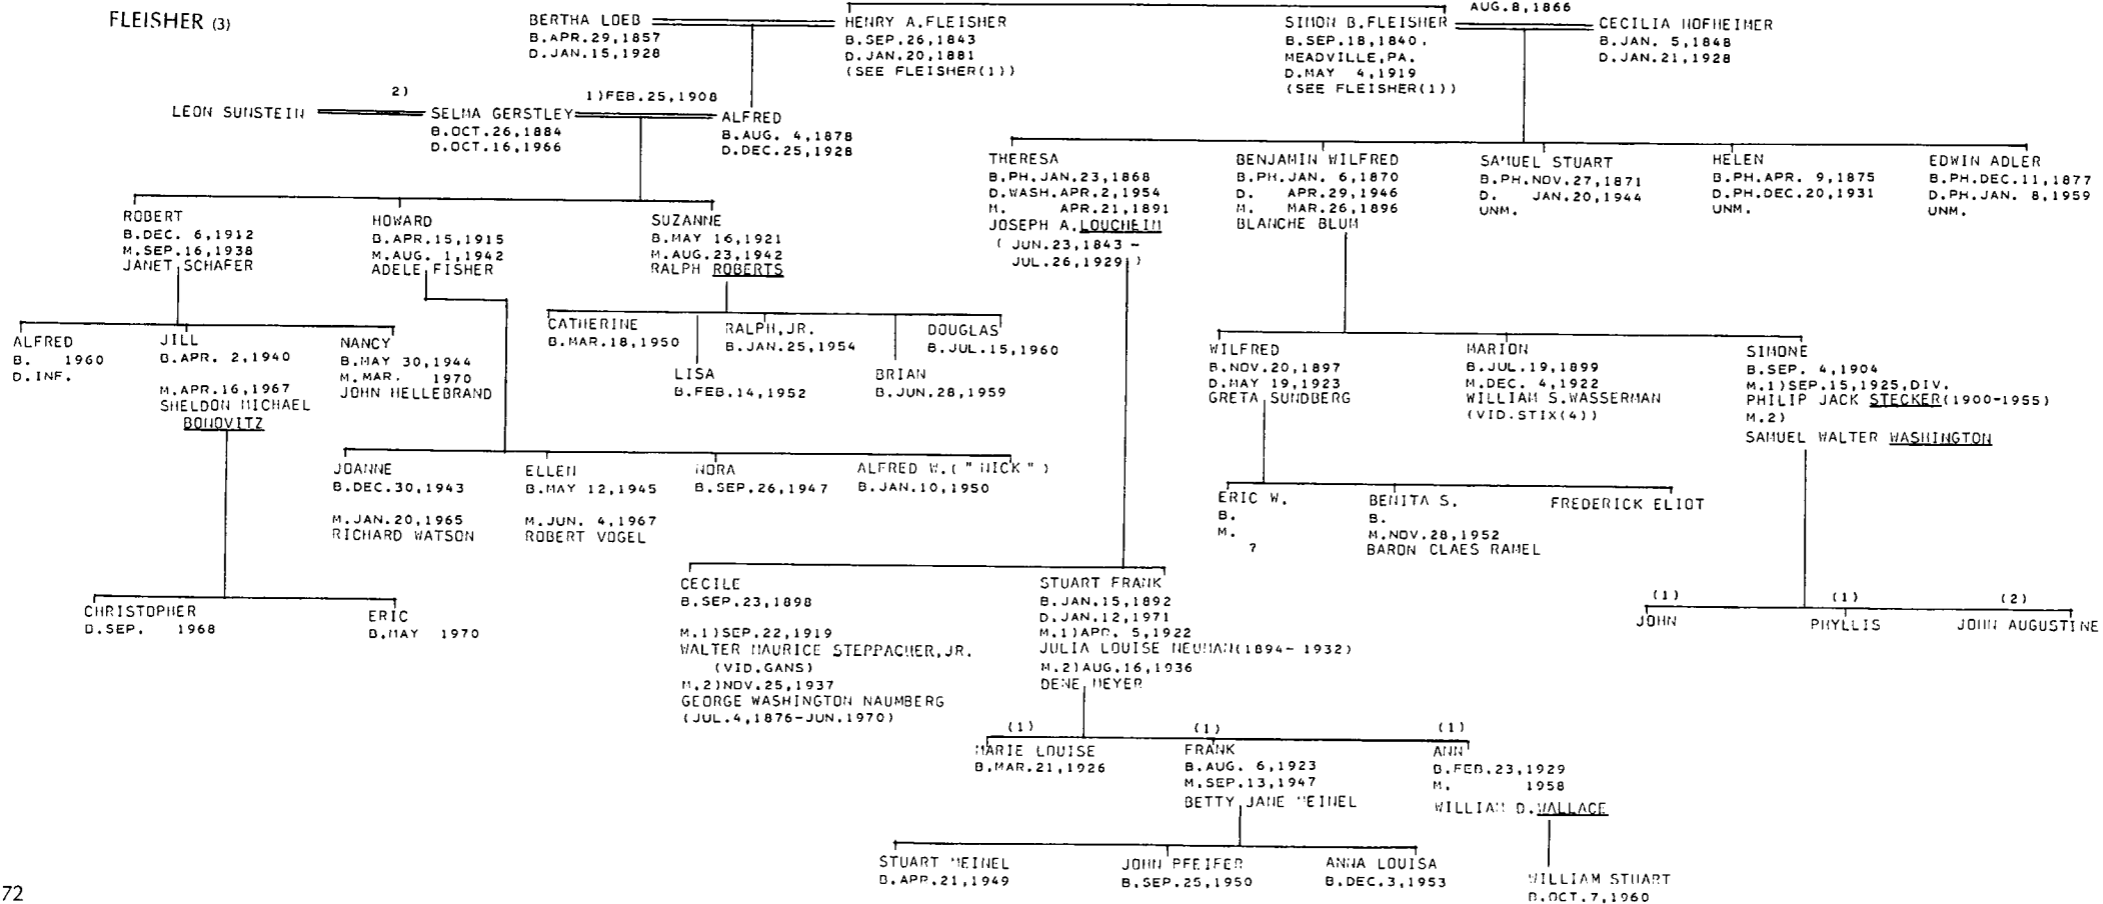 FLEISHER (3)
AUG.8,1866
BERTHA LOEB
B.APR.29,1857
D.JAN.15,1928
HENRY A.FLEISHER
B.SEP.26,1843
D.JAN.20,1881
(SEE FLEISHER(1))
SIMON B.FLEISHER
B.SEP.18,1840.
MEADVILLE,PA.
D.MAY 4,1919
(SEE FLEISHER(1))
CECILIA HOFHEIMER
B.JAN. 5,1848
D.JAN.21,1928
LEON SUNSTEIN
2)
SELMA GERSTLEY
B.OCT.26,1884
D.OCT.16,1966
1)FEB.25,1908
ALFRED
B.AUG. 4,1878
D.DEC.25,1928
THERESA
B.PH.JAN.23,1868
D.WASH.APR.2,1954
M. APR.21,1891
JOSEPH A.LOUCHEIM
( JUN.23,1843 -
JUL.26,1929 )
BENJAMIN WILFRED
B.PH.JAN. 6,1870
D. APR.29,1946
M. MAR.26,1896
BLANCHE BLUM
SAMUEL STUART
B.PH.NOV.27,1871
D. JAN.20,1944
UNM.
HELEN
B.PH.APR. 9,1875
D.PH.DEC.20,1931
UNM.
EDWIN ADLER
B.PH.DEC.11,1877
D.PH.JAN. 8,1959
UNM.
ROBERT
B.DEC. 6,1912
M.SEP.16,1938
JANET SCHAFER
HOWARD
B.APR.15,1915
M.AUG. 1,1942
ADELE FISHER
SUZANNE
B.MAY 16,1921
M.AUG.23,1942
RALPH ROBERTS
ALFRED
B. 1960
D.INF.
JILL
B.APR. 2,1940
M.APR.16,1967
SHELDON MICHAEL
BONOVITZ
NANCY
B.MAY 30,1944
M.MAR. 1970
JOHN HELLEBRAND
CATHERINE
B.MAR.18,1950
LISA
B.FEB.14,1952
RALPH,JR.
B.JAN.25,1954
BRIAN
B.JUN.28,1959
DOUGLAS
B.JUL.15,1960
WILFRED
B.NOV.20,1897
D.MAY 19,1923
GRETA SUNDBERG
MARION
B.JUL.19,1899
M.DEC. 4,1922
WILLIAM S.WASSERMAN
(VID.STIX(4))
SIMONE
B.SEP. 4,1904
M.1)SEP.15,1925,DIV.
PHILIP JACK STECKER(1900-1955)
M.2)
SAMUEL WALTER WASHINGTON
JOANNE
B.DEC.30,1943
M.JAN.20,1965
RICHARD WATSON
ELLEN
B.MAY 12,1945
M.JUN. 4,1967
ROBERT VOGEL
NORA
B.SEP.26,1947
ALFRED W.("NICK")
B.JAN.10,1950
ERIC W.
B.
M.
?
BENITA S.
B.
M.NOV.28,1952
BARON CLAES RAMEL
FREDERICK ELIOT
CHRISTOPHER
B.SEP. 1968
ERIC
B.MAY 1970
CECILE
B.SEP.23,1898
M.1)SEP.22,1919
WALTER MAURICE STEPPACHER,JR.
(VID.GANS)
M.2)NOV.25,1937
GEORGE WASHINGTON NAUMBERG
(JUL.4,1876-JUN.1970)
STUART FRANK
B.JAN.15,1892
D.JAN.12,1971
M.1)APR. 5,1922
JULIA LOUISE NEUMAN(1894- 1932)
M.2)AUG.16,1936
DENE MEYER
(1)
JOHN
(1)
PHYLLIS
(2)
JOHN AUGUSTINE
(1)
MARIE LOUISE
B.MAR.21,1926
(1)
FRANK
B.AUG. 6,1923
M.SEP.13,1947
BETTY JANE MEINEL
(1)
ANN
B.FEB.23,1929
M. 1958
WILLIAM D.WALLACE
STUART MEINEL
B.APR.21,1949
JOHN PFEIFER
B.SEP.25,1950
ANNA LOUISA
B.DEC.3,1953
WILLIAM STUART
B.OCT.7,1960
72